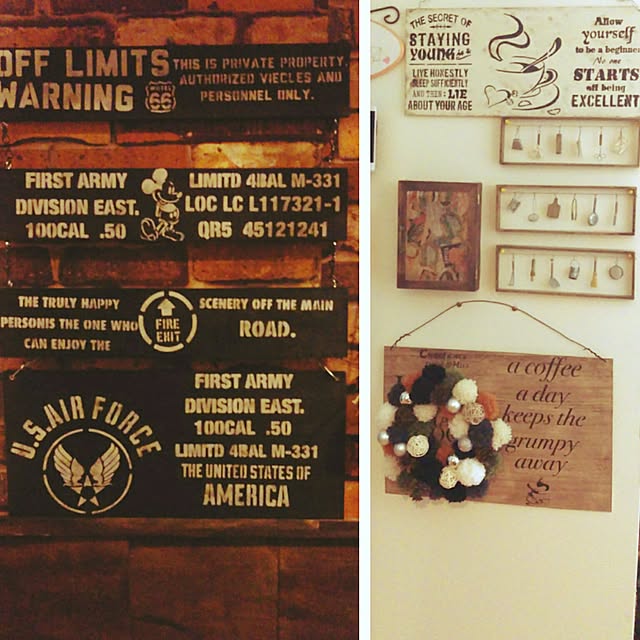 OFF LIMITS
WARNING
ROUTE
66
THIS IS PRIVATE PROPERTY.
AUTHORIZED VIECLES AND
PERSONNEL ONLY.
FIRST ARMY
DIVISION EAST.
100CAL .50
LIMITD 4BAL M-331
LOC LC L117321-1
QR5 45121241
THE TRULY HAPPY
PERSONIS THE ONE WHO
CAN ENJOY THE
FIRE
EXIT
SCENERY OFF THE MAIN
ROAD.
U.S.AIR FORCE
FIRST ARMY
DIVISION EAST.
100CAL .50
LIMITD 4BAL M-331
THE UNITED STATES OF
AMERICA
THE SECRET OF
STAYING
YOUNG is to
LIVE HONESTLY
SLEEP SUFFICIENTLY
AND THEN LIE
ABOUT YOUR AGE
Allow
yourself
to be a beginner
No one
STARTS
off being
EXCELLENT
a coffee
a day
keeps the
grumpy
away